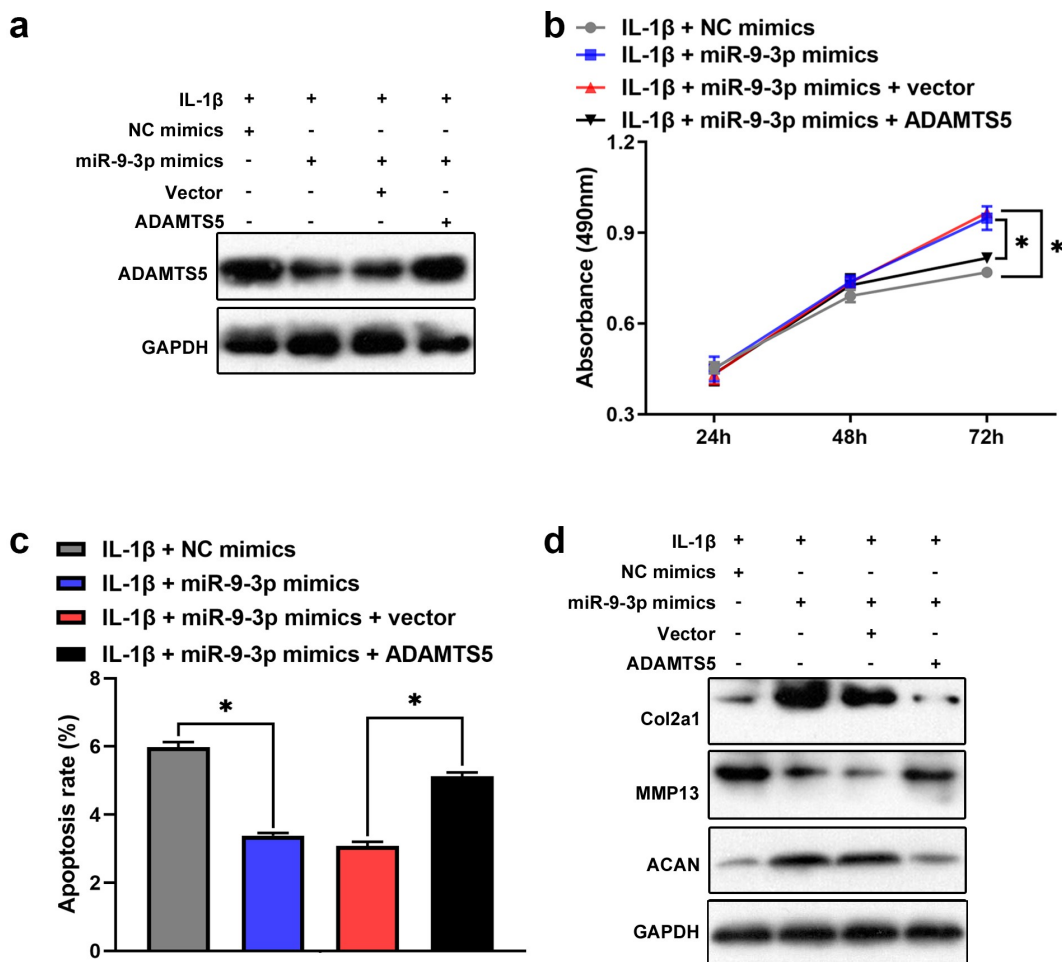 a
IL-1β + + + +
NC mimics + - - -
miR-9-3p mimics - + + +
Vector - - + -
ADAMTS5 - - - +
ADAMTS5
GAPDH
b
IL-1β + NC mimics
IL-1β + miR-9-3p mimics
IL-1β + miR-9-3p mimics + vector
IL-1β + miR-9-3p mimics + ADAMTS5
Absorbance (490nm)
1.2
0.9
0.6
0.3
24h 48h 72h
* *
c
IL-1β + NC mimics
IL-1β + miR-9-3p mimics
IL-1β + miR-9-3p mimics + vector
IL-1β + miR-9-3p mimics + ADAMTS5
Apoptosis rate (%)
8
6
4
2
0
* *
d
IL-1β + + + +
NC mimics + - - -
miR-9-3p mimics - + + +
Vector - - + -
ADAMTS5 - - - +
Col2a1
MMP13
ACAN
GAPDH